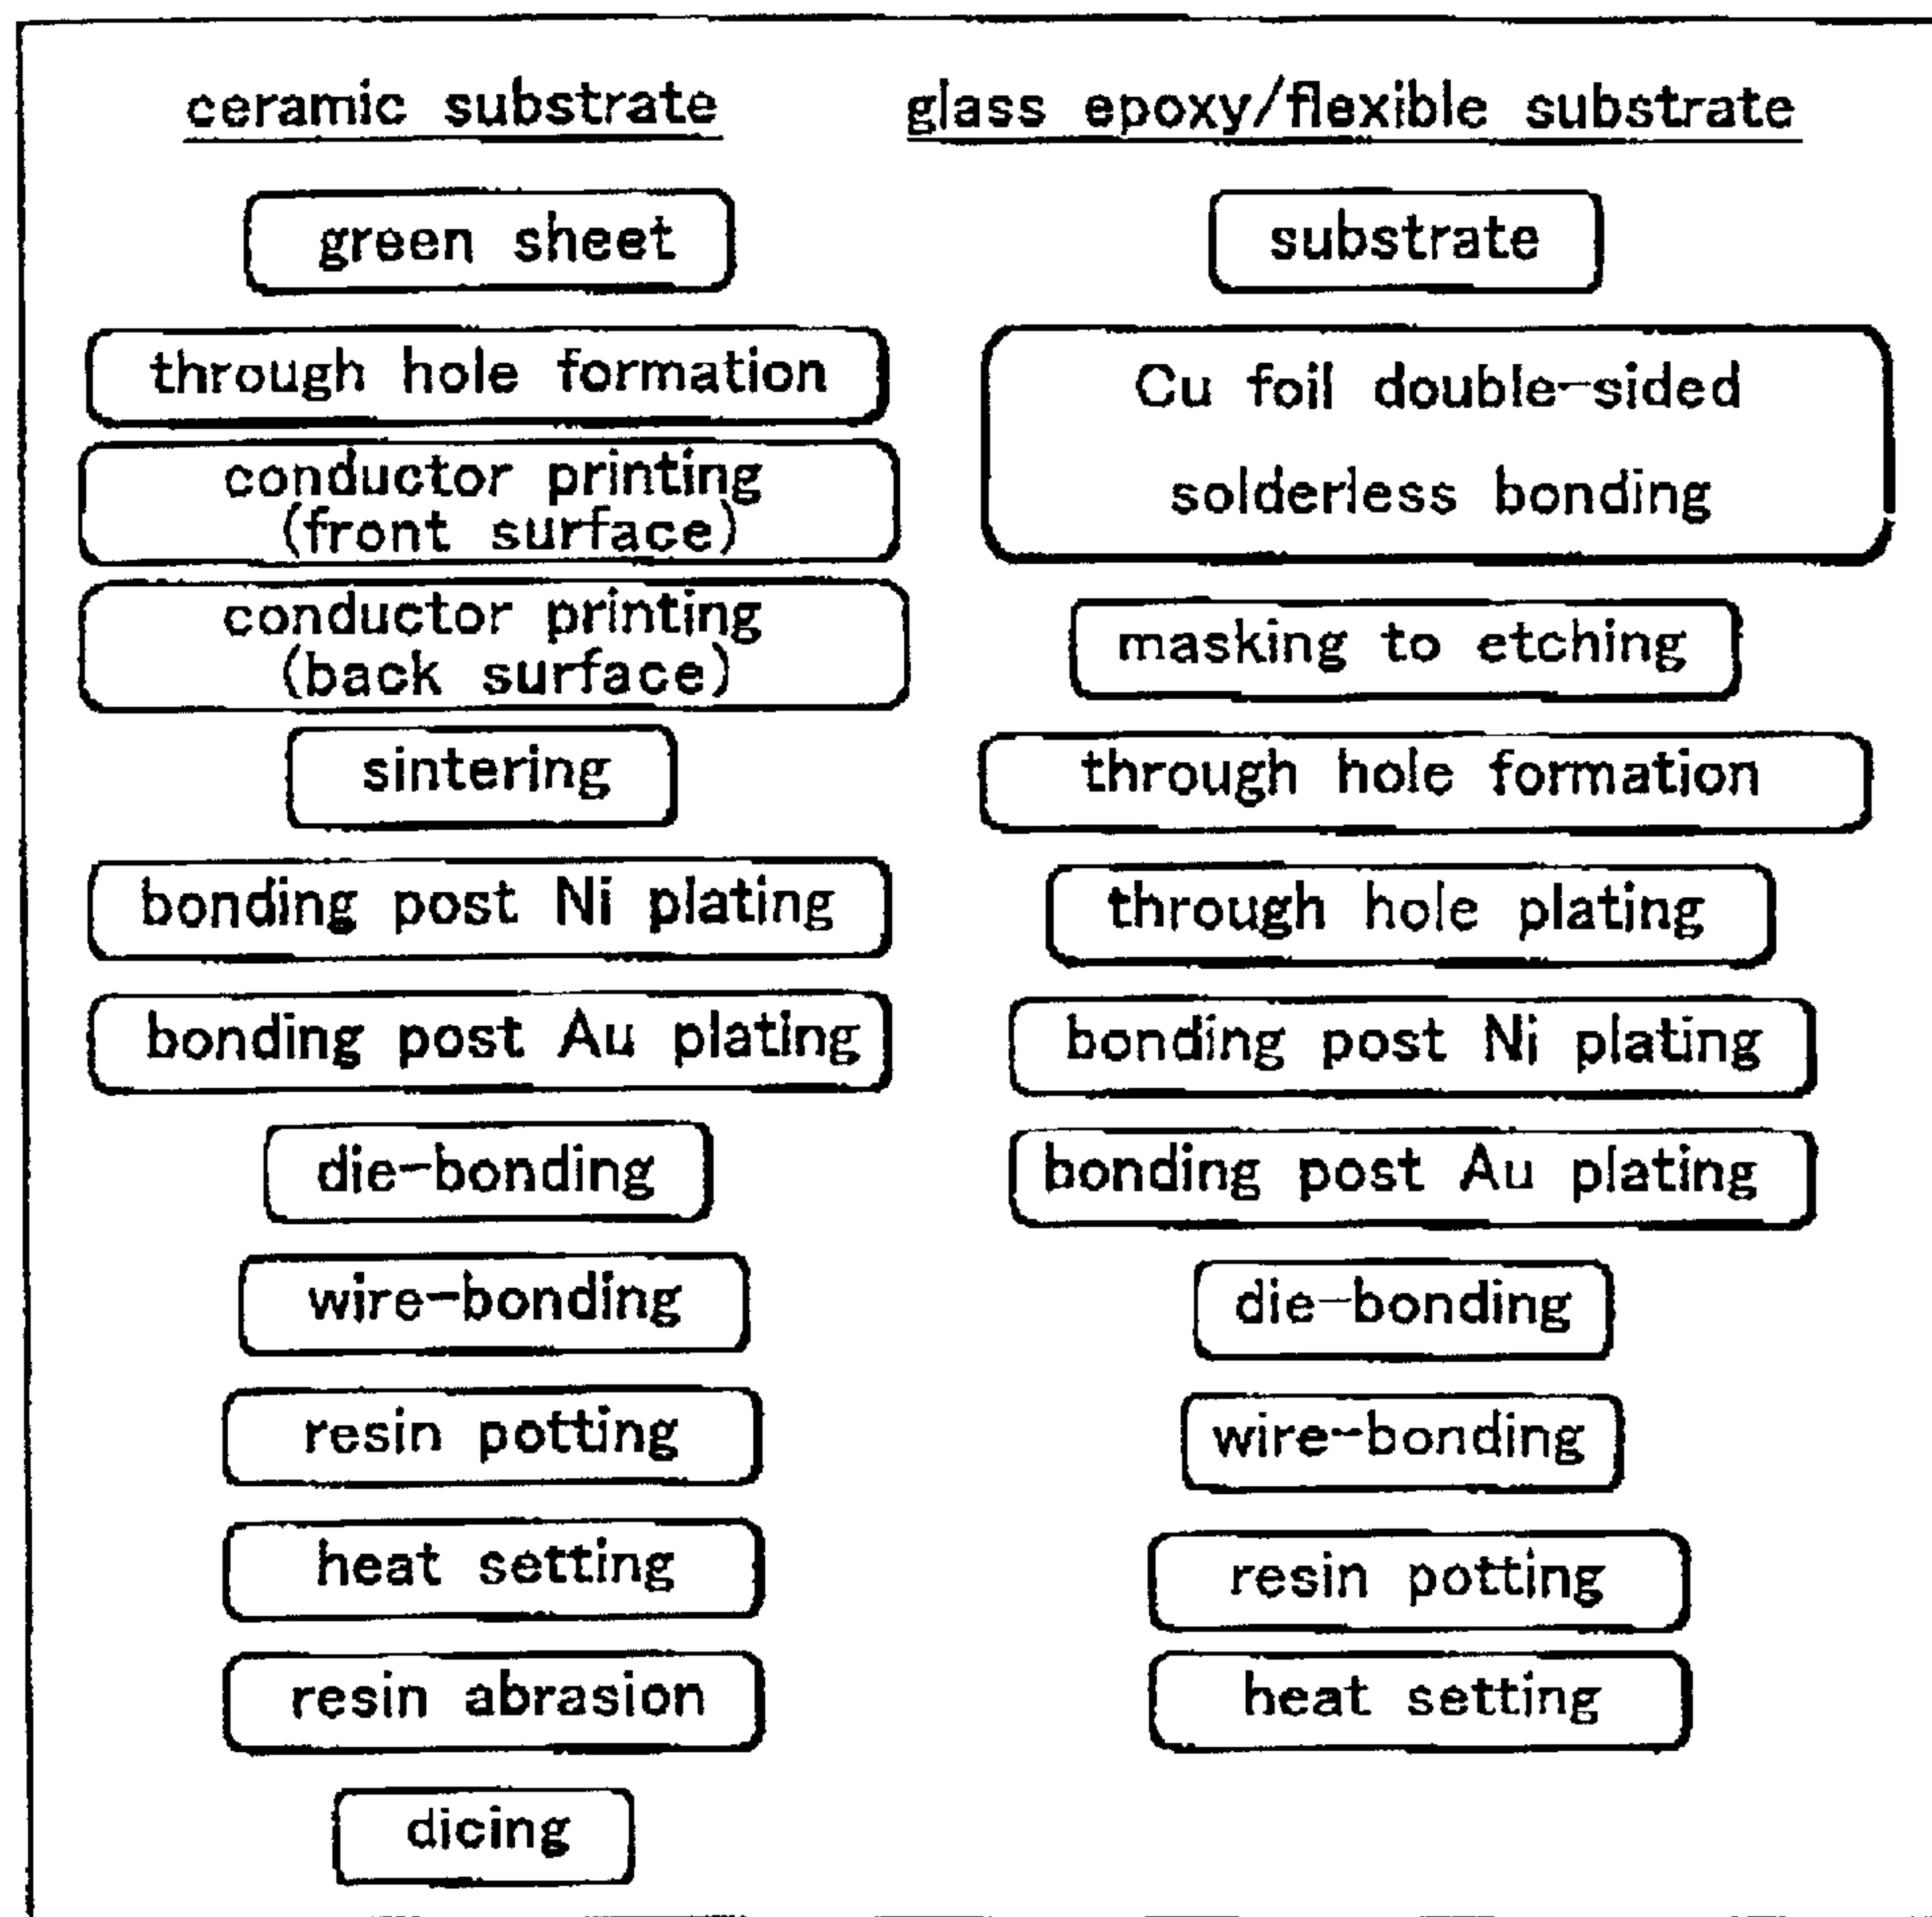 ceramic substrate
green sheet
through hole formation
conductor printing
(front surface)
conductor printing
(back surface)
sintering
bonding post Ni plating
bonding post Au plating
die-bonding
wire-bonding
resin potting
heat setting
resin abrasion
dicing
glass epoxy/flexible substrate
substrate
Cu foil double-sided
solderless bonding
masking to etching
through hole formation
through hole plating
bonding post Ni plating
bonding post Au plating
die-bonding
wire-bonding
resin potting
heat setting